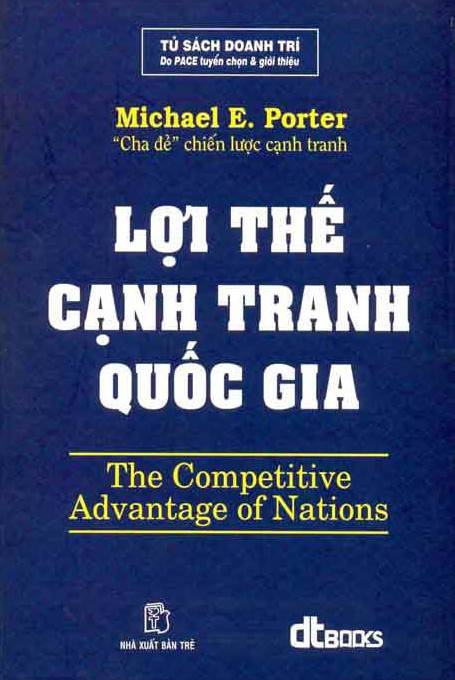 TỦ SÁCH DOANH TRÍ
Do PACE tuyển chọn & giới thiệu
Michael E. Porter
“Cha đẻ” chiến lược cạnh tranh
LỢI THẾ
CẠNH TRANH
QUỐC GIA
The Competitive
Advantage of Nations
NHÀ XUẤT BẢN TRẺ
dtBOOKS